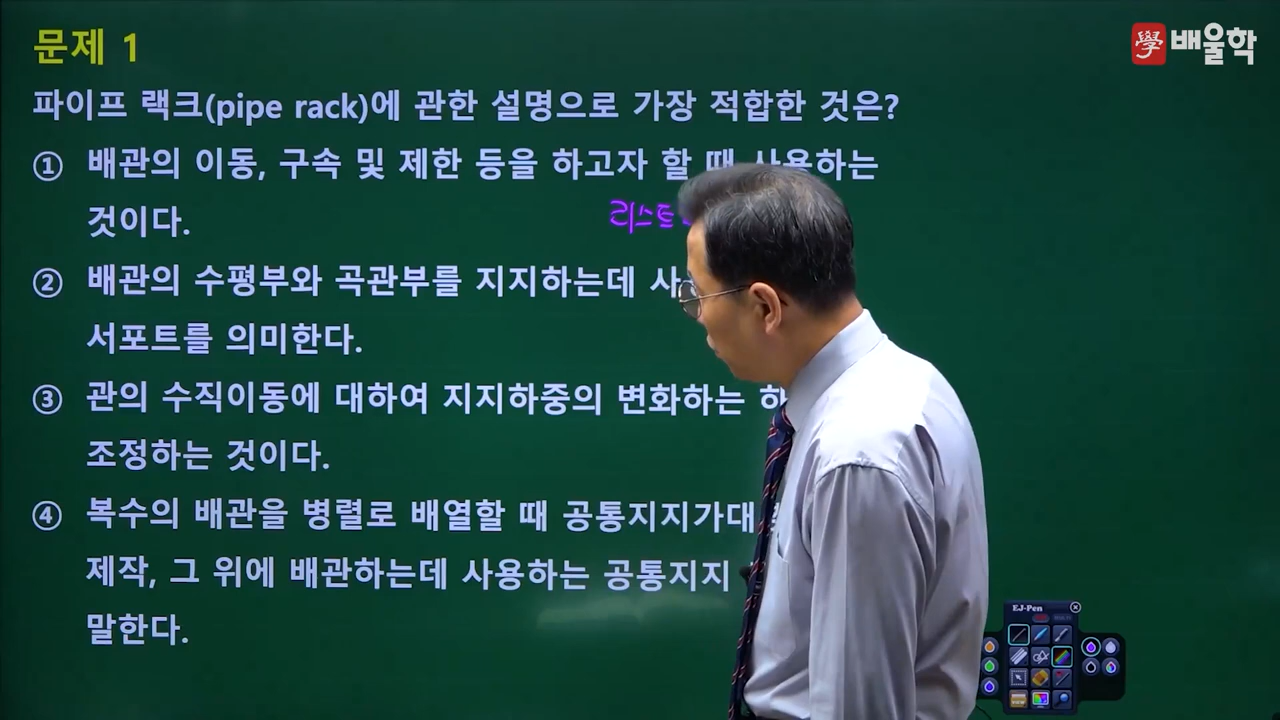 문제 1
學 배울학
파이프 랙크(pipe rack)에 관한 설명으로 가장 적합한 것은?
① 배관의 이동, 구속 및 제한 등을 하고자 할 때 사용하는
것이다.
리스트
② 배관의 수평부와 곡관부를 지지하는데
서포트를 의미한다.
③ 관의 수직이동에 대하여 지지하중의 변화하는
조정하는 것이다.
④ 복수의 배관을 병렬로 배열할 때 공통지지가대
제작, 그 위에 배관하는데 사용하는 공통지지
말한다.
EJ-Pen